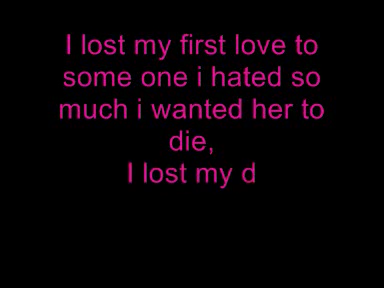 I lost my first love to
some one i hated so
much i wanted her to
die,
I lost my d